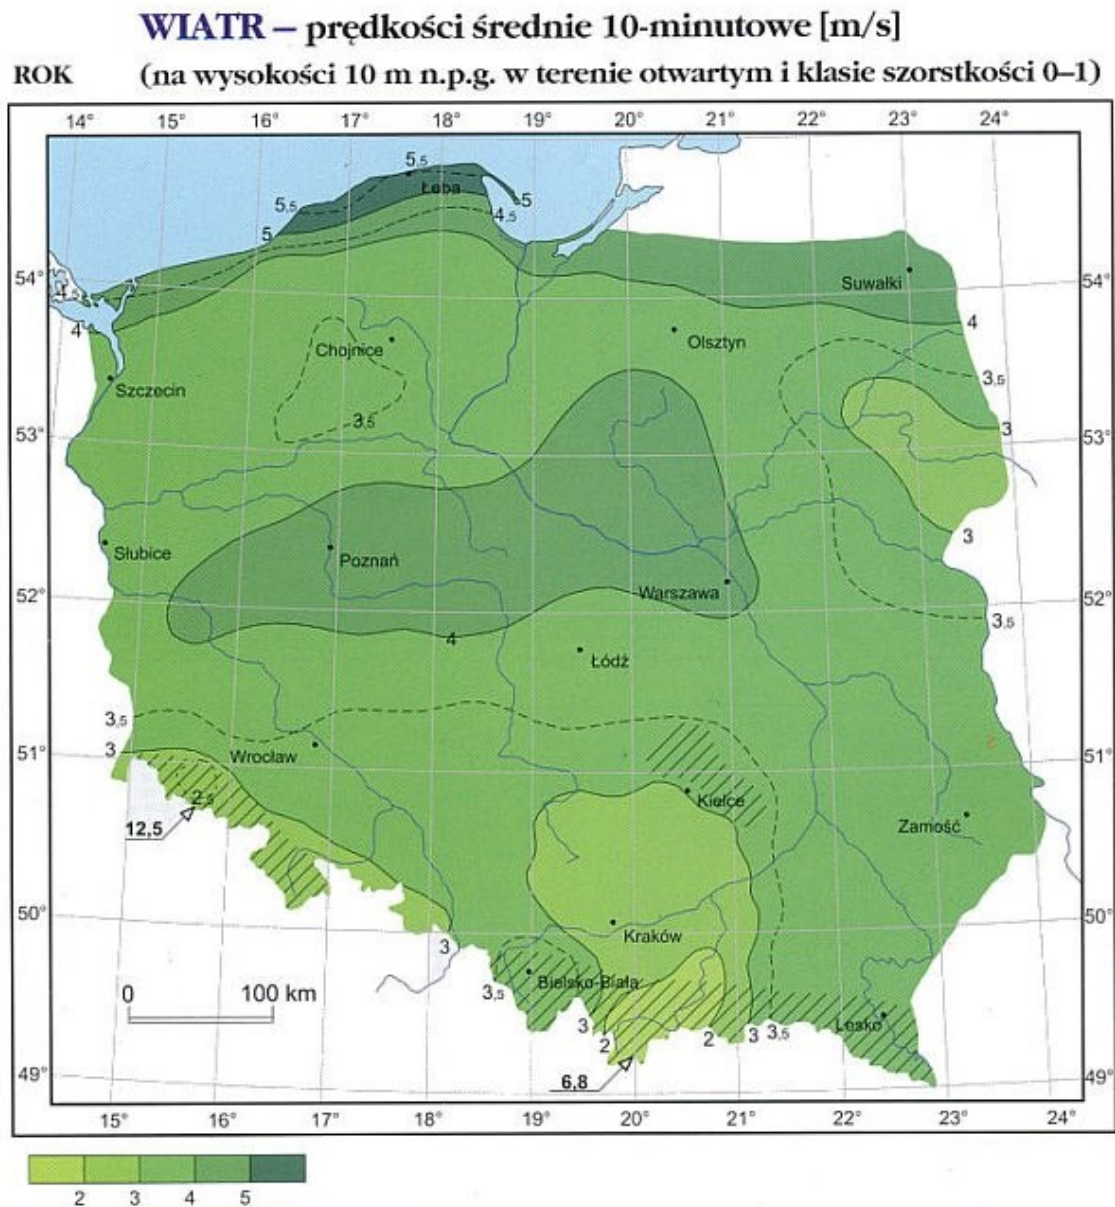 WIATR – prędkości średnie 10-minutowe [m/s]
ROK (na wysokości 10 m n.p.g. w terenie otwartym i klasie szorstkości 0–1)
14° 15° 16° 17° 18° 19° 20° 21° 22° 23° 24°
5,5
Łeba
5,5
5
4,5
5
54°
Suwałki
54°
4,5
4
4
Chojnice
Olsztyn
3,5
Szczecin
3,5
3
53°
53°
3
Słubice
Poznań
Warszawa
52°
52°
3,5
4
Łódź
3,5
3
Wrocław
51°
51°
2,5
Kielce
12,5
Zamość
50°
50°
Kraków
3
0 100 km
3,5
Bielsko-Biała
Lesko
3
2
2
3
3,5
6,8
49°
49°
15° 16° 17° 18° 19° 20° 21° 22° 23° 24°
2 3 4 5